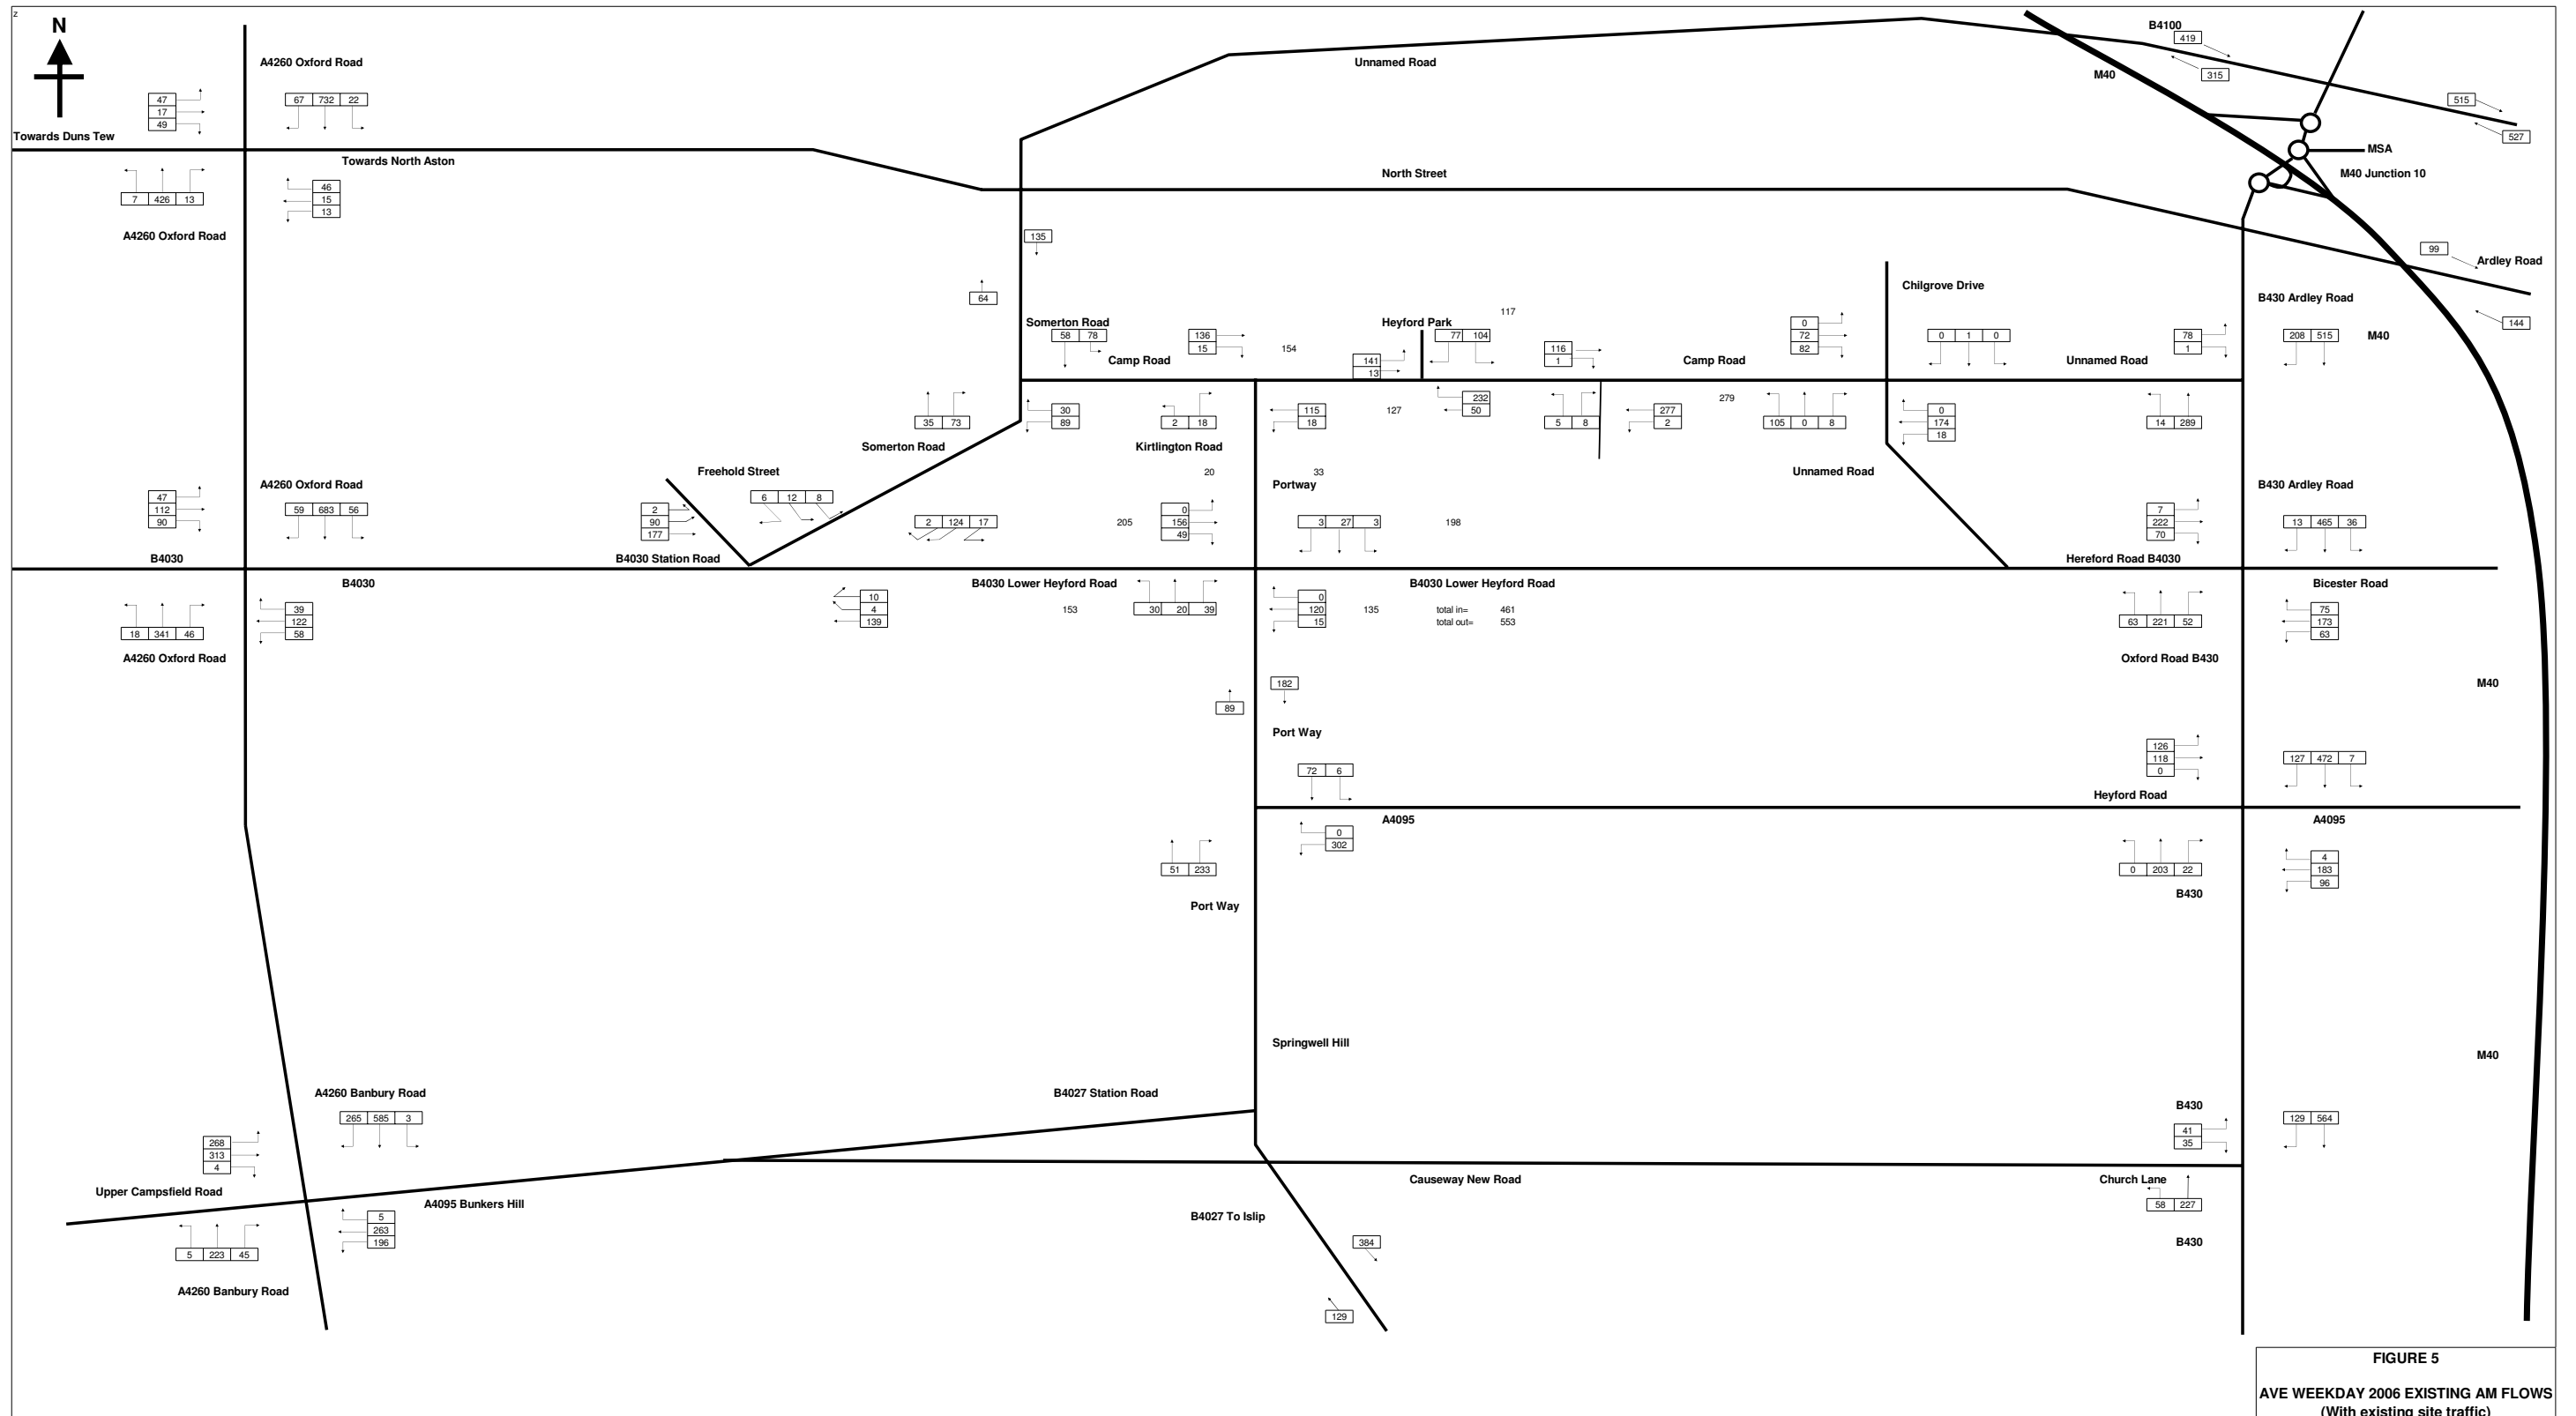 z
N
B4100
419
A4260 Oxford Road
Unnamed Road
M40
315
47
17
49
67 732 22
515
527
Towards Duns Tew
Towards North Aston
MSA
North Street
M40 Junction 10
7 426 13
46
15
13
A4260 Oxford Road
135
99
Ardley Road
64
Chilgrove Drive
B430 Ardley Road
144
Somerton Road
58 78
Camp Road
136
15
154
Heyford Park
117
77 104
141
13
116
1
Camp Road
0
72
82
0 1 0
Unnamed Road
78
1
208 515
M40
35 73
30
89
2 18
115
18
127
232
50
5 8
277
2
279
105 0 8
0
174
18
14 289
Somerton Road
Kirtlington Road
Freehold Street
20
33
Unnamed Road
A4260 Oxford Road
Portway
B430 Ardley Road
47
112
90
59 683 56
2
90
177
6 12 8
2 124 17
205
0
156
49
3 27 3
198
7
222
70
13 465 36
B4030
B4030 Station Road
Hereford Road B4030
B4030
B4030 Lower Heyford Road
B4030 Lower Heyford Road
Bicester Road
18 341 46
39
122
58
10
4
139
153
30 20 39
0
120
15
135
total in= 461
total out= 553
63 221 52
75
173
63
A4260 Oxford Road
Oxford Road B430
182
M40
89
Port Way
126
118
0
72 6
127 472 7
Heyford Road
A4095
A4095
0
302
51 233
0 203 22
4
183
96
B430
Port Way
Springwell Hill
M40
A4260 Banbury Road
B4027 Station Road
B430
265 585 3
129 564
268
313
4
41
35
Upper Campsfield Road
A4095 Bunkers Hill
Causeway New Road
Church Lane
58 227
5
263
196
B4027 To Islip
5 223 45
384
B430
A4260 Banbury Road
129
FIGURE 5
AVE WEEKDAY 2006 EXISTING AM FLOWS
(With existing site traffic)